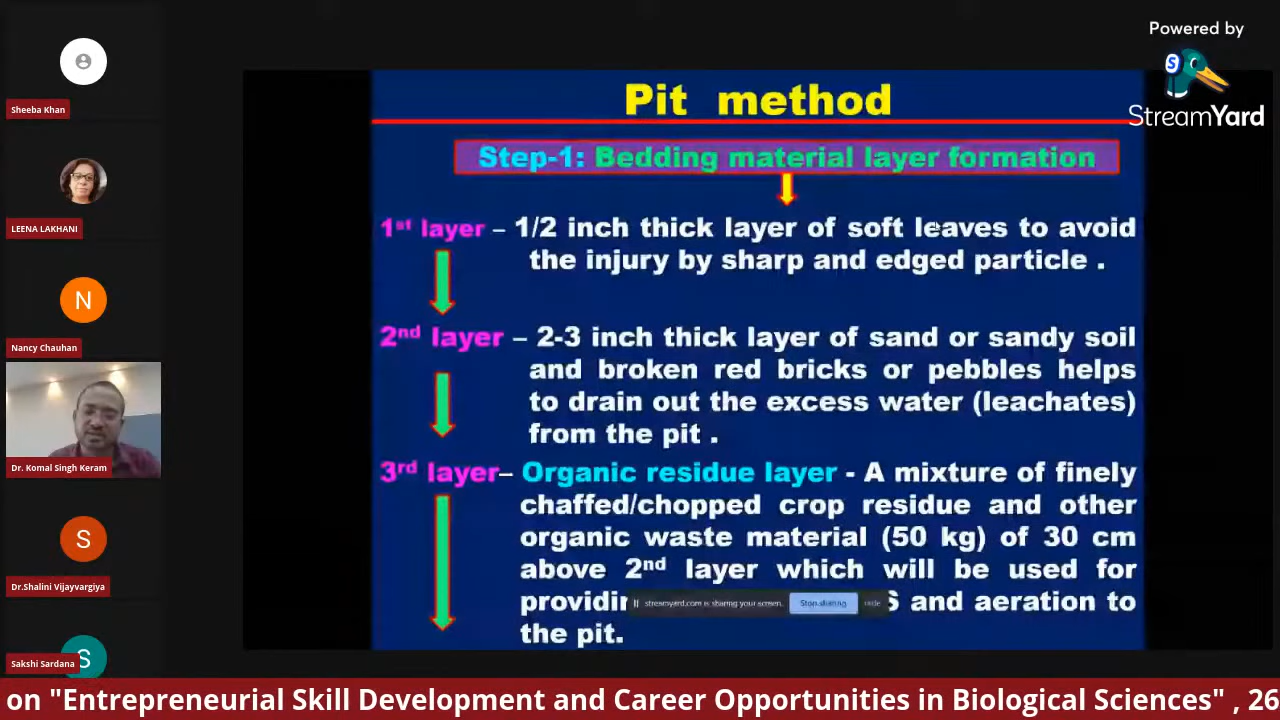 Powered by
StreamYard
Sheeba Khan
LEENA LAKHANI
N
Nancy Chauhan
Dr. Komal Singh Keram
S
Dr.Shalini Vijayvargiya
S
Sakshi Sardana
Pit method
Step-1: Bedding material layer formation
1st layer – 1/2 inch thick layer of soft leaves to avoid
the injury by sharp and edged particle .
2nd layer – 2-3 inch thick layer of sand or sandy soil
and broken red bricks or pebbles helps
to drain out the excess water (leachates)
from the pit .
3rd layer– Organic residue layer - A mixture of finely
chaffed/chopped crop residue and other
organic waste material (50 kg) of 30 cm
above 2nd layer which will be used for
and aeration to
the pit.
streamyard.com is sharing your screen. Stop sharing Hide
on "Entrepreneurial Skill Development and Career Opportunities in Biological Sciences" , 26